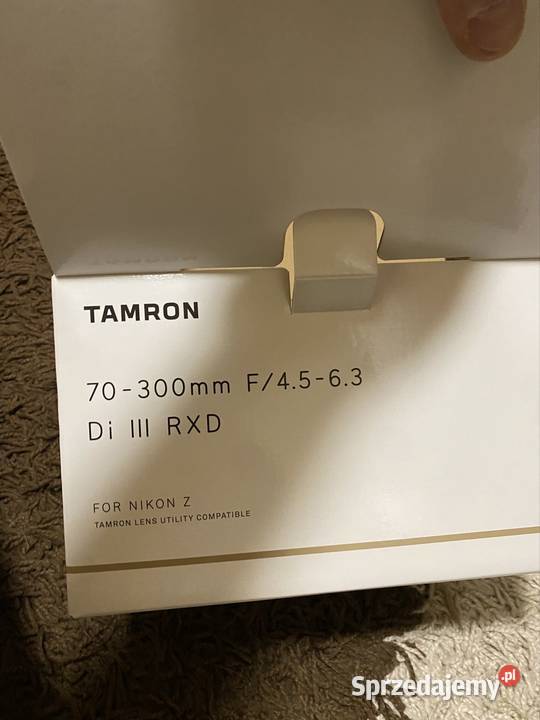 TAMRON
70-300mm F/4.5-6.3
Di III RXD
FOR NIKON Z
TAMRON LENS UTILITY COMPATIBLE
Sprzedajemy.pl